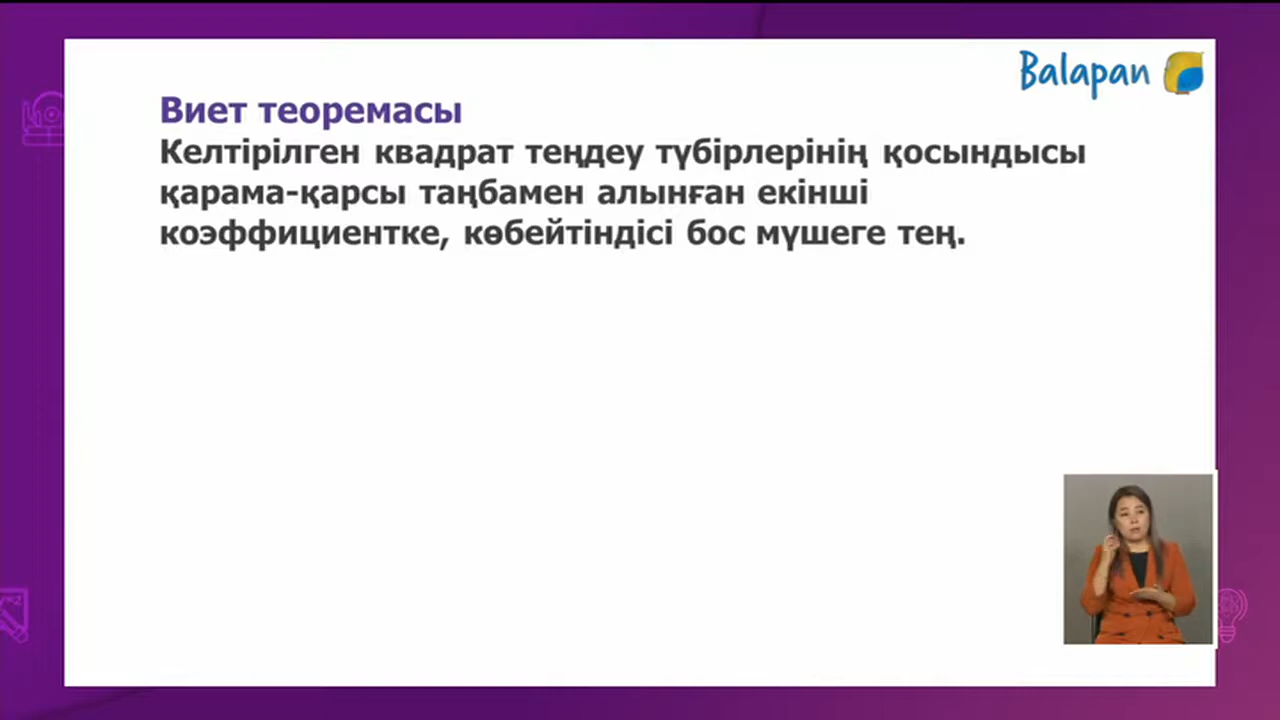 Balapan
Виет теоремасы
Келтірілген квадрат теңдеу түбірлерінің қосындысы
қарама-қарсы таңбамен алынған екінші
коэффициентке, көбейтіндісі бос мүшеге тең.